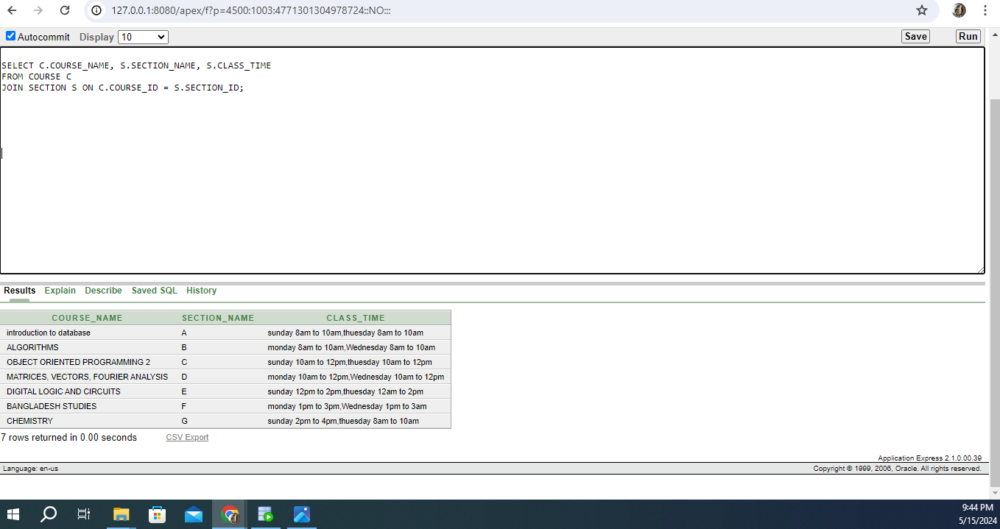 127.0.0.1:8080/apex/f?p=4500:1003:4771301304978724::NO:::
Autocommit Display 10 Save Run
SELECT C.COURSE_NAME, S.SECTION_NAME, S.CLASS_TIME
FROM COURSE C
JOIN SECTION S ON C.COURSE_ID = S.SECTION_ID;
Results Explain Describe Saved SQL History
COURSE_NAME SECTION_NAME CLASS_TIME
introduction to database A sunday 8am to 10am,thuesday 8am to 10am
ALGORITHMS B monday 8am to 10am,Wednesday 8am to 10am
OBJECT ORIENTED PROGRAMMING 2 C sunday 10am to 12pm,thuesday 10am to 12pm
MATRICES, VECTORS, FOURIER ANALYSIS D monday 10am to 12pm,Wednesday 10am to 12pm
DIGITAL LOGIC AND CIRCUITS E sunday 12pm to 2pm,thuesday 12am to 2pm
BANGLADESH STUDIES F monday 1pm to 3pm,Wednesday 1pm to 3am
CHEMISTRY G sunday 2pm to 4pm,thuesday 8am to 10am
7 rows returned in 0.00 seconds CSV Export
Application Express 2.1.0.00.39
Language: en-us Copyright © 1999, 2006, Oracle. All rights reserved.
9:44 PM
5/15/2024